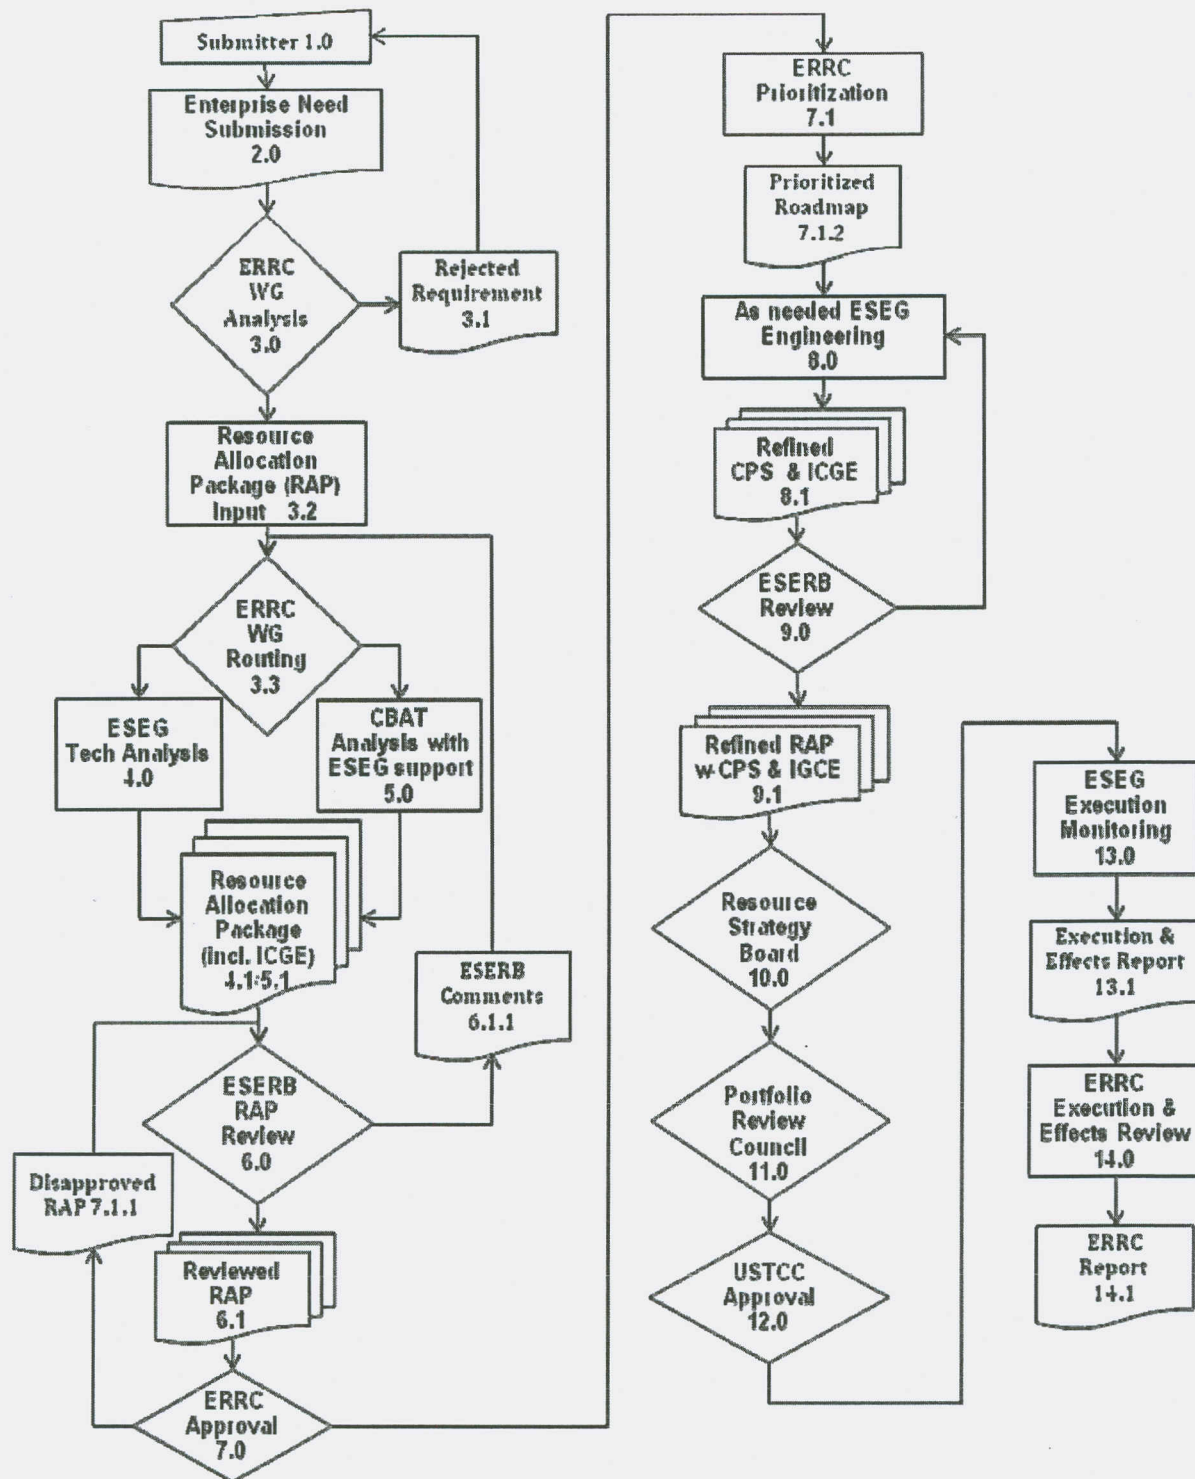 Submitter 1.0
Enterprise Need
Submission
2.0
ERRC
WG
Analysis
3.0
Rejected
Requirement
3.1
Resource
Allocation
Package (RAP)
Input 3.2
ERRC
WG
Routing
3.3
ESEG
Tech Analysis
4.0
CBAT
Analysis with
ESEG support
5.0
Resource
Allocation
Package
(incl. ICGE)
4.1/5.1
ESERB
Comments
6.1.1
ESERB
RAP
Review
6.0
Disapproved
RAP 7.1.1
Reviewed
RAP
6.1
ERRC
Approval
7.0
ERRC
Prioritization
7.1
Prioritized
Roadmap
7.1.2
As needed ESEG
Engineering
8.0
Refined
CPS & ICGE
8.1
ESERB
Review
9.0
Refined RAP
w-CPS & IGCE
9.1
Resource
Strategy
Board
10.0
Portfolio
Review
Council
11.0
USTCC
Approval
12.0
ESEG
Execution
Monitoring
13.0
Execution &
Effects Report
13.1
ERRC
Execution &
Effects Review
14.0
ERRC
Report
14.1